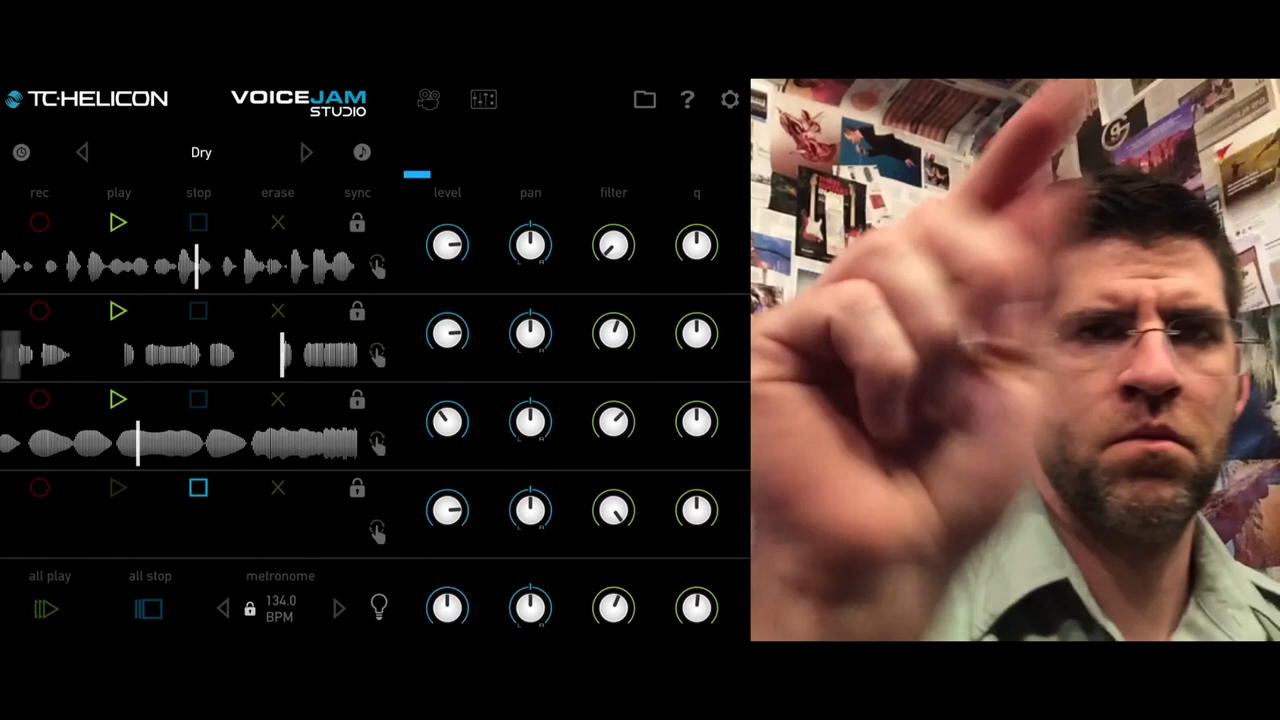 TC•HELICON
VOICEJAM
STUDIO
?
Dry
rec play stop erase sync
level pan filter q
L R
L R
L R
L R
all play all stop metronome
134.0
BPM
L R